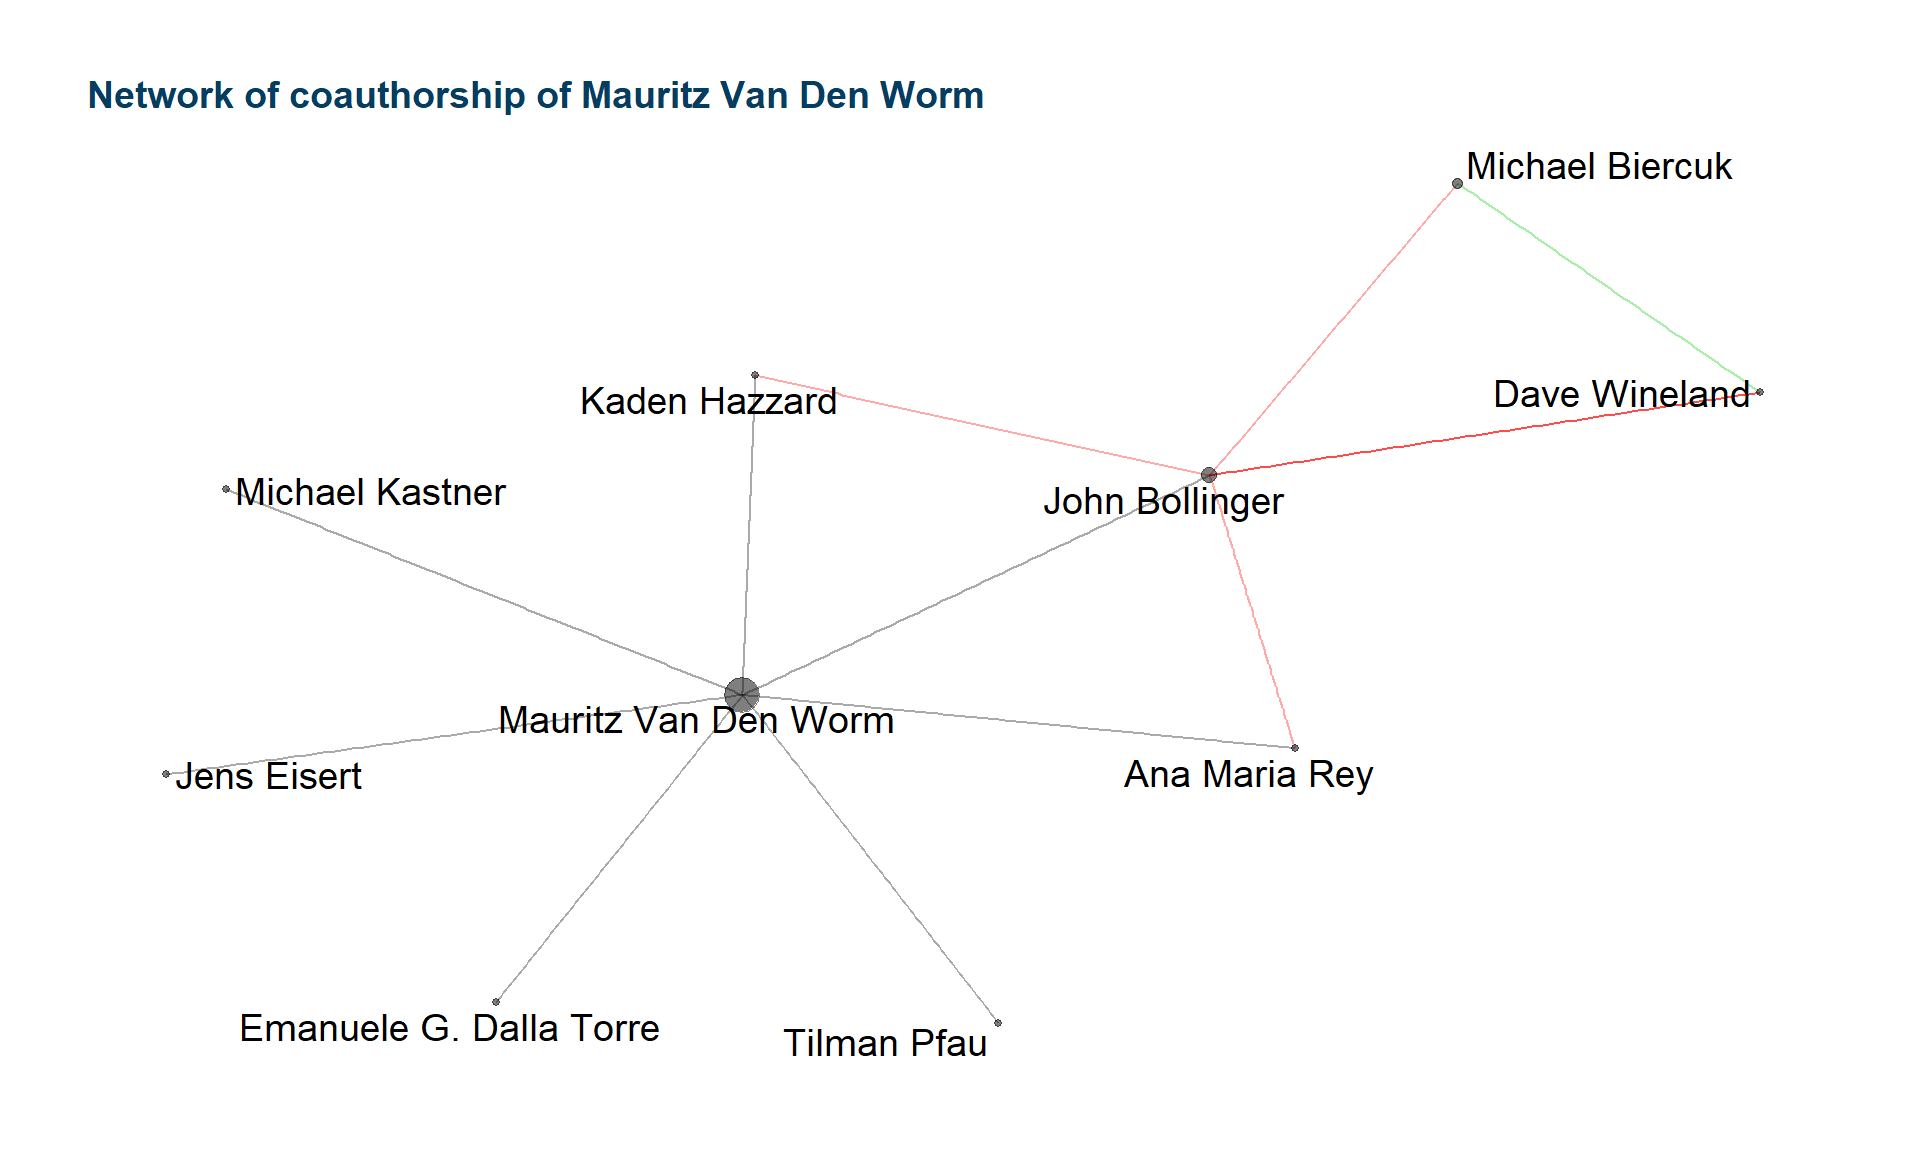 Network of coauthorship of Mauritz Van Den Worm
Michael Biercuk
Dave Wineland
Kaden Hazzard
Michael Kastner
John Bollinger
Mauritz Van Den Worm
Jens Eisert
Ana Maria Rey
Emanuele G. Dalla Torre
Tilman Pfau